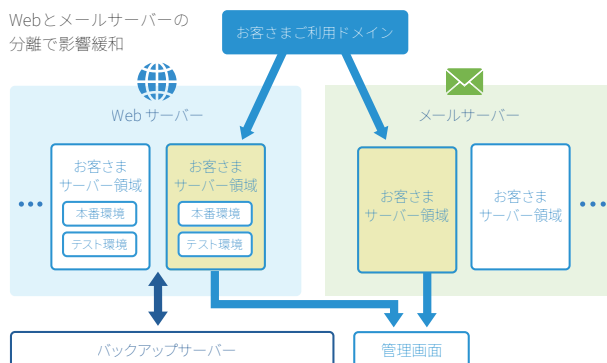 Webとメールサーバーの
分離で影響緩和
お客さまご利用ドメイン
Web サーバー
メールサーバー
お客さま
サーバー領域
本番環境
テスト環境
お客さま
サーバー領域
本番環境
テスト環境
お客さま
サーバー領域
お客さま
サーバー領域
バックアップサーバー
管理画面